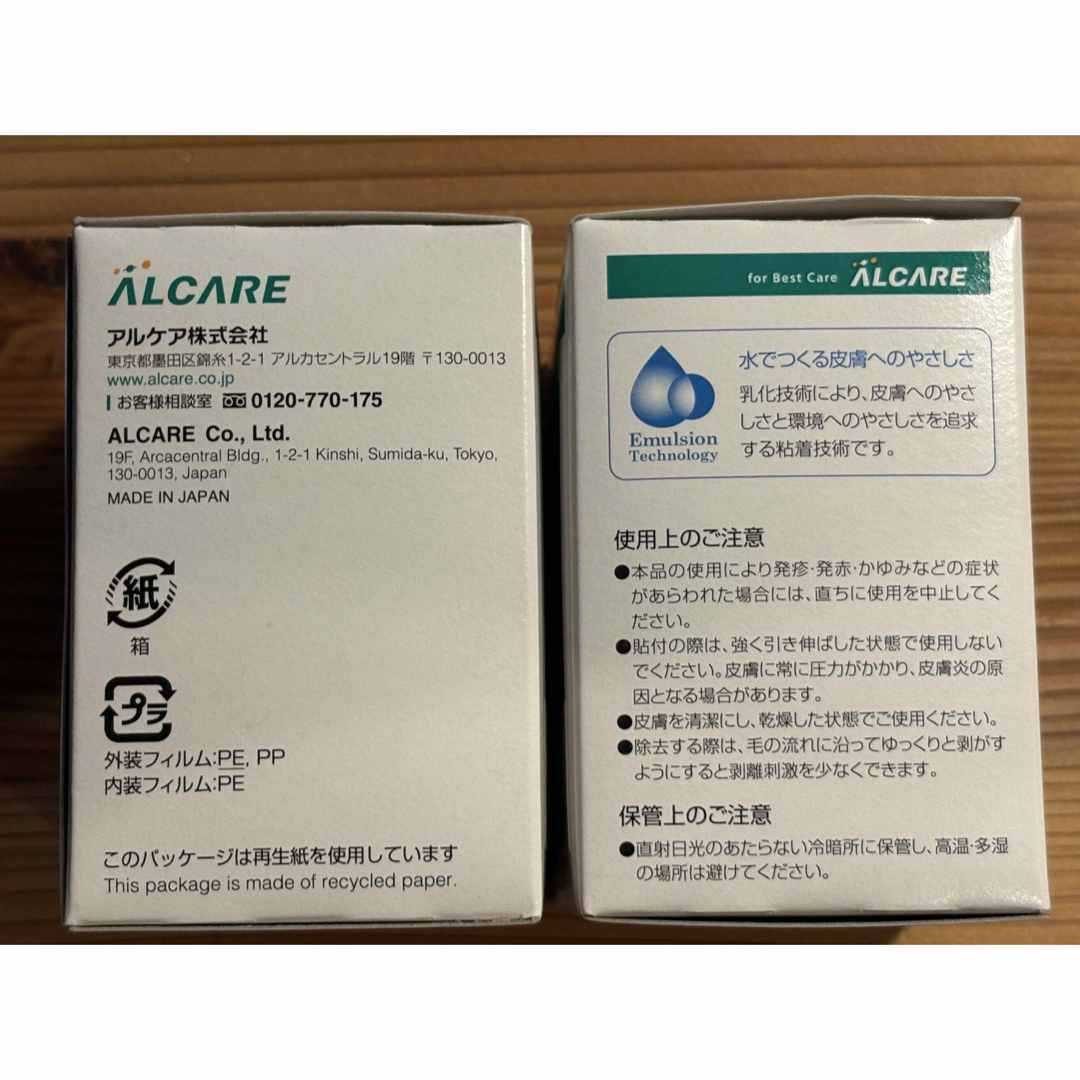 ALCARE
アルケア株式会社
東京都墨田区錦糸1-2-1 アルカセントラル19階 〒130-0013
www.alcare.co.jp
お客様相談室 0120-770-175
ALCARE Co., Ltd.
19F, Arcacentral Bldg., 1-2-1 Kinshi, Sumida-ku, Tokyo,
130-0013, Japan
MADE IN JAPAN
紙
箱
プラ
外装フィルム:PE, PP
内装フィルム:PE
このパッケージは再生紙を使用しています
This package is made of recycled paper.
for Best Care ALCARE
Emulsion
Technology
水でつくる皮膚へのやさしさ
乳化技術により、皮膚へのやさ
しさと環境へのやさしさを追求
する粘着技術です。
使用上のご注意
●本品の使用により発疹・発赤・かゆみなどの症状
があらわれた場合には、直ちに使用を中止してく
ださい。
●貼付の際は、強く引き伸ばした状態で使用しない
でください。皮膚に常に圧力がかかり、皮膚炎の原
因となる場合があります。
●皮膚を清潔にし、乾燥した状態でご使用ください。
●除去する際は、毛の流れに沿ってゆっくりと剥がす
ようにすると剥離刺激を少なくできます。
保管上のご注意
●直射日光のあたらない冷暗所に保管し、高温・多湿
の場所は避けてください。